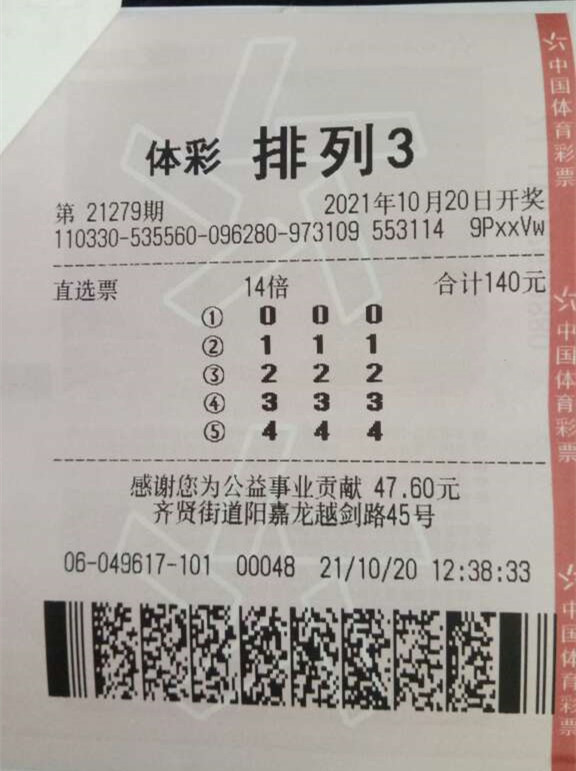 体彩 排列3
第 21279期 2021年10月20日开奖
110330-535560-096280-973109 553114 9PxxVw
直选票 14倍 合计140元
① 0 0 0
② 1 1 1
③ 2 2 2
④ 3 3 3
⑤ 4 4 4
感谢您为公益事业贡献 47.60元
齐贤街道阳嘉龙越剑路45号
06-049617-101 00048 21/10/20 12:38:33
中国体育彩票
中国体育彩票
中国体育彩票